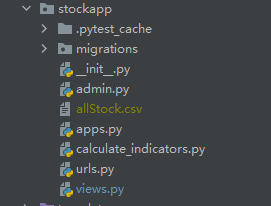 stockapp
.pytest_cache
migrations
__init__.py
admin.py
allStock.csv
apps.py
calculate_indicators.py
urls.py
views.py